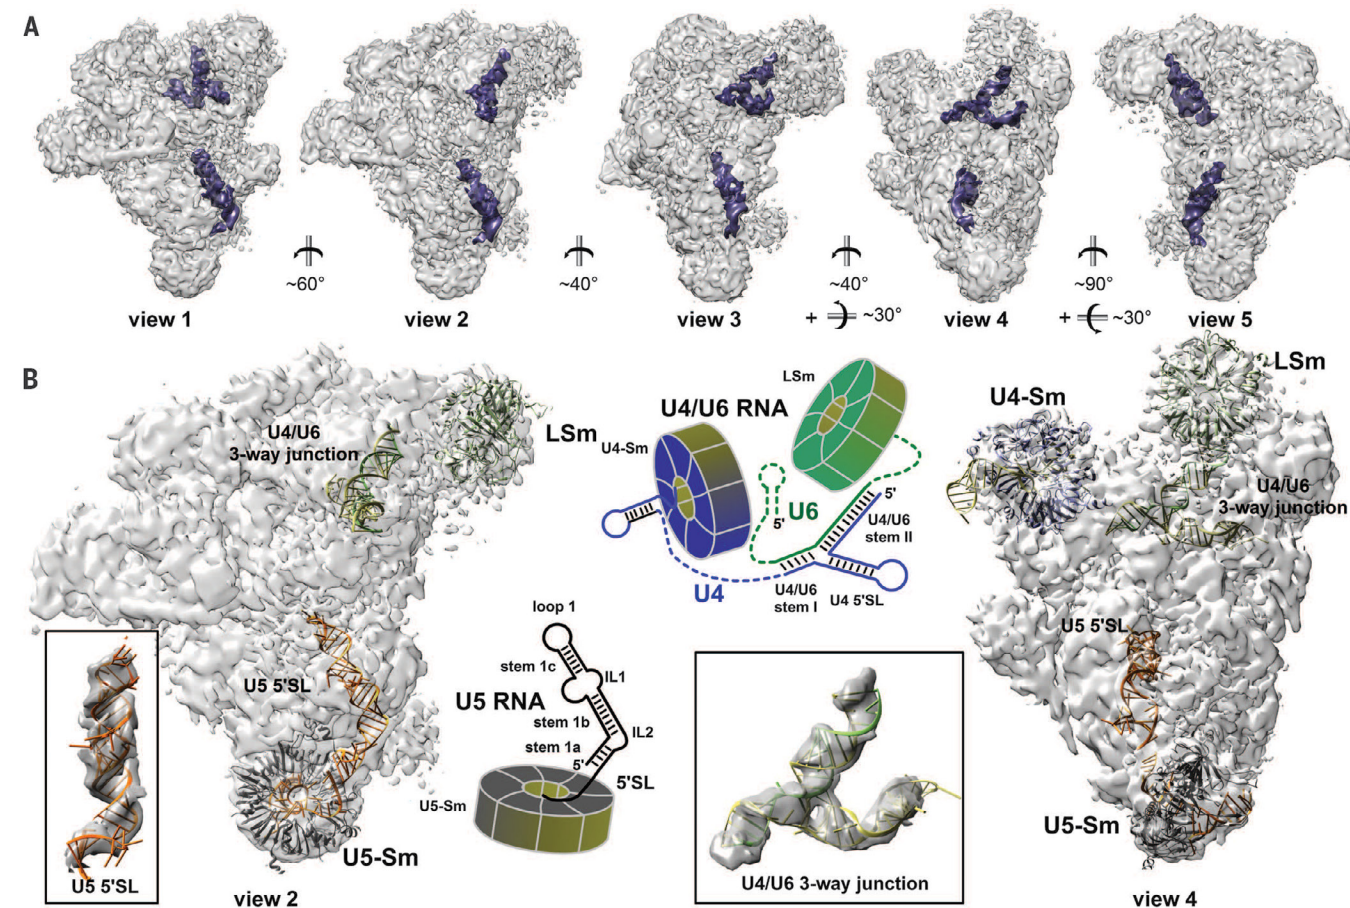 A
~60°
~40°
~40°
+ ~30°
~90°
+ ~30°
view 1
view 2
view 3
view 4
view 5
B
U4/U6
3-way junction
LSm
U5 5'SL
U5-Sm
U5 5'SL
view 2
LSm
U4/U6 RNA
U4-Sm
U6
5'
5'
U4/U6
stem II
U4
U4/U6
stem I
U4 5'SL
loop 1
stem 1c
IL1
U5 RNA
stem 1b
IL2
stem 1a
5'
5'SL
U5-Sm
U4/U6 3-way junction
LSm
U4-Sm
U4/U6
3-way junction
U5 5'SL
U5-Sm
view 4